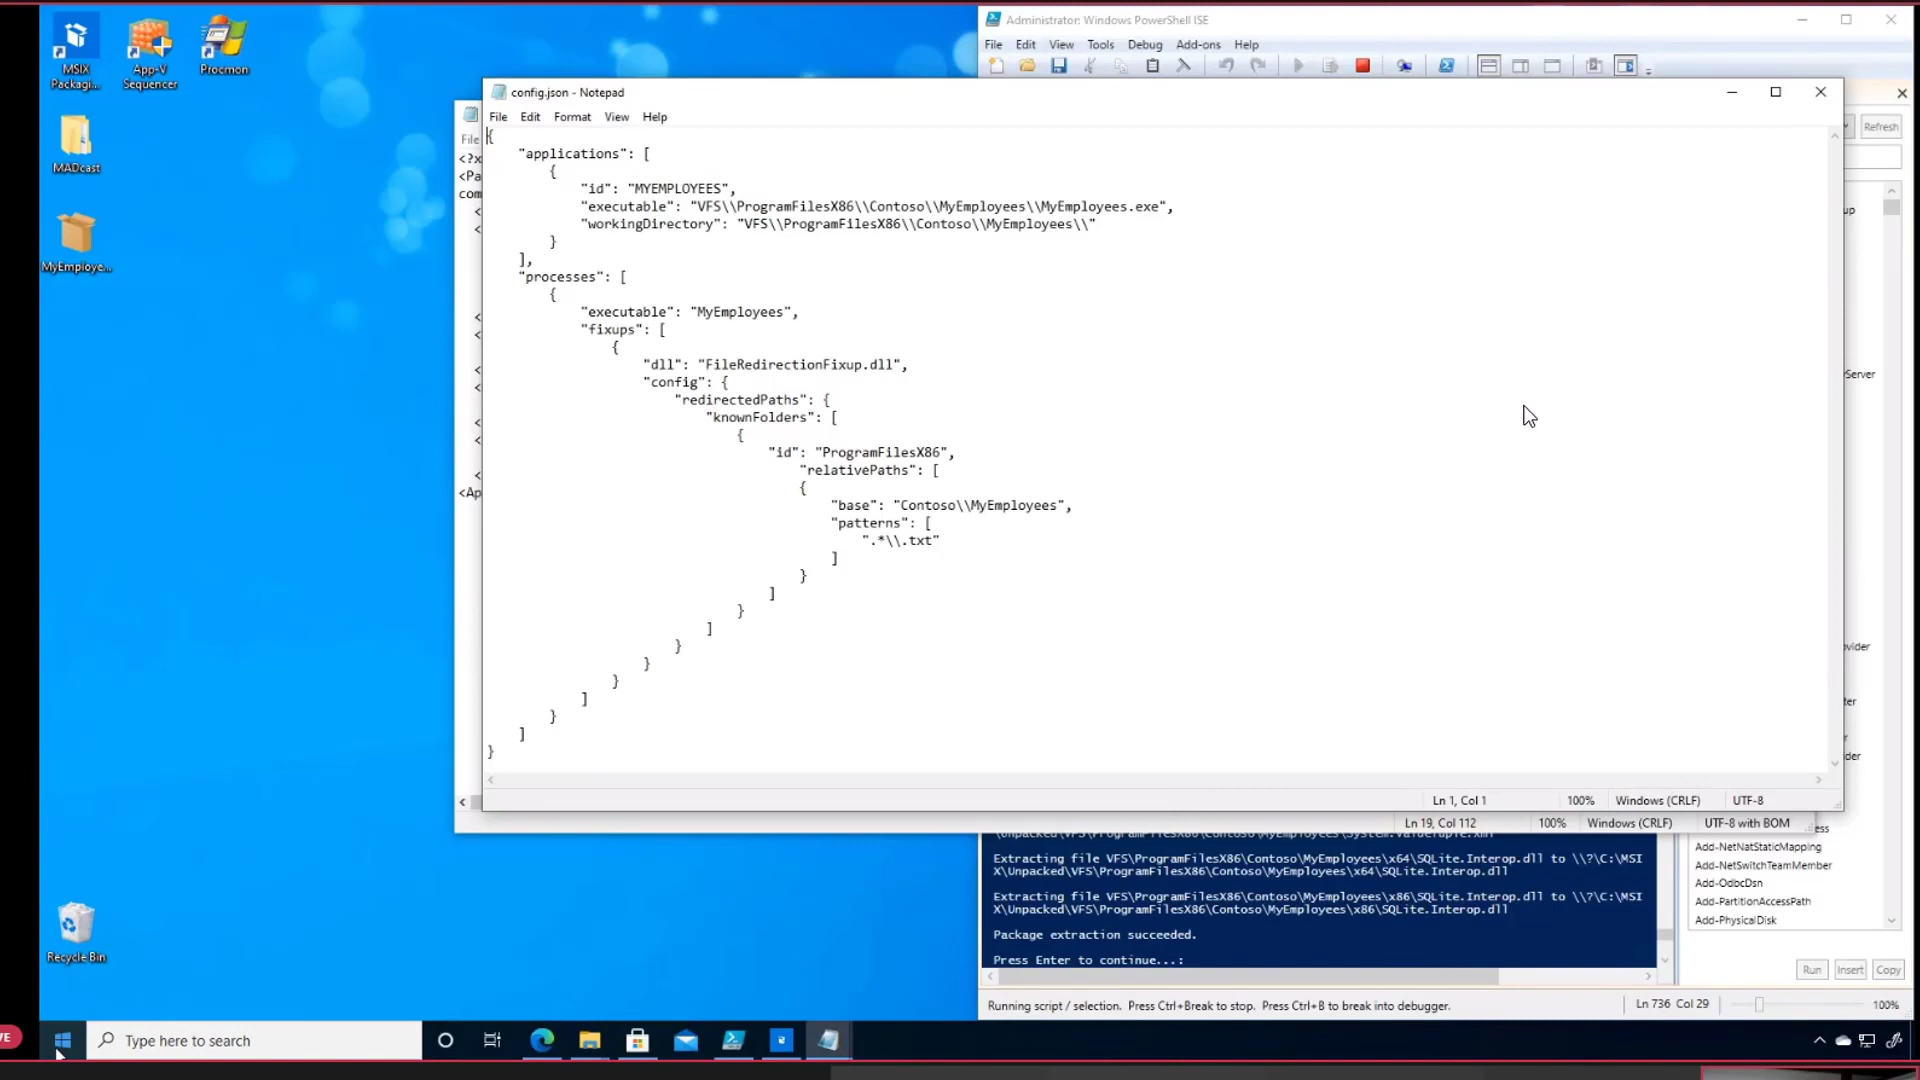 MSIX
Packagi...
App-V
Sequencer
Procmon
MADcast
MyEmploye...
Recycle Bin
Administrator: Windows PowerShell ISE
File Edit View Tools Debug Add-ons Help
Refresh
config.json - Notepad
File Edit Format View Help
{
"applications": [
{
"id": "MYEMPLOYEES",
"executable": "VFS\\ProgramFilesX86\\Contoso\\MyEmployees\\MyEmployees.exe",
"workingDirectory": "VFS\\ProgramFilesX86\\Contoso\\MyEmployees\\"
}
],
"processes": [
{
"executable": "MyEmployees",
"fixups": [
{
"dll": "FileRedirectionFixup.dll",
"config": {
"redirectedPaths": {
"knownFolders": [
{
"id": "ProgramFilesX86",
"relativePaths": [
{
"base": "Contoso\\MyEmployees",
"patterns": [
".*\\.txt"
]
}
]
}
]
}
}
}
]
}
]
}
Ln 1, Col 1 100% Windows (CRLF) UTF-8
File
<?x
<Pa
com
<
<
<
<
<
<
<
<
<
<Ap
Ln 19, Col 112 100% Windows (CRLF) UTF-8 with BOM
Extracting file VFS\ProgramFilesX86\Contoso\MyEmployees\x64\SQLite.Interop.dll to \\?\C:\MSI
X\Unpacked\VFS\ProgramFilesX86\Contoso\MyEmployees\x64\SQLite.Interop.dll
Extracting file VFS\ProgramFilesX86\Contoso\MyEmployees\x86\SQLite.Interop.dll to \\?\C:\MSI
X\Unpacked\VFS\ProgramFilesX86\Contoso\MyEmployees\x86\SQLite.Interop.dll
Package extraction succeeded.
Press Enter to continue...:
Add-NetNatStaticMapping
Add-NetSwitchTeamMember
Add-OdbcDsn
Add-PartitionAccessPath
Add-PhysicalDisk
Run Insert Copy
Running script / selection. Press Ctrl+Break to stop. Press Ctrl+B to break into debugger.
Ln 736 Col 29 100%
Type here to search